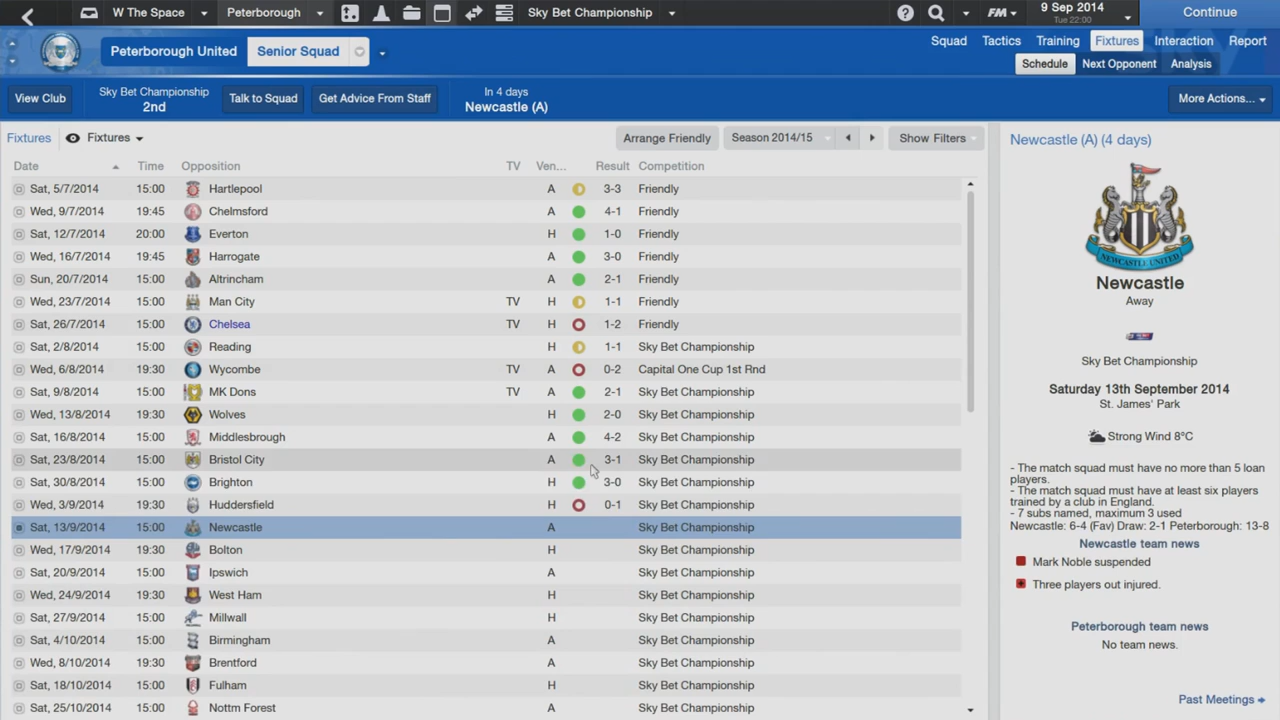 W The Space Peterborough Sky Bet Championship FM 9 Sep 2014 Continue
Tue 22:00
Peterborough United Senior Squad Squad Tactics Training Fixtures Interaction Report
Schedule Next Opponent Analysis
View Club Sky Bet Championship Talk to Squad Get Advice From Staff In 4 days More Actions...
2nd Newcastle (A)
Fixtures Fixtures Arrange Friendly Season 2014/15 Show Filters
Date Time Opposition TV Ven... Result Competition
Sat, 5/7/2014 15:00 Hartlepool A 3-3 Friendly
Wed, 9/7/2014 19:45 Chelmsford A 4-1 Friendly
Sat, 12/7/2014 20:00 Everton H 1-0 Friendly
Wed, 16/7/2014 19:45 Harrogate A 3-0 Friendly
Sun, 20/7/2014 15:00 Altrincham A 2-1 Friendly
Wed, 23/7/2014 15:00 Man City TV H 1-1 Friendly
Sat, 26/7/2014 15:00 Chelsea TV H 1-2 Friendly
Sat, 2/8/2014 15:00 Reading H 1-1 Sky Bet Championship
Wed, 6/8/2014 19:30 Wycombe TV A 0-2 Capital One Cup 1st Rnd
Sat, 9/8/2014 15:00 MK Dons TV A 2-1 Sky Bet Championship
Wed, 13/8/2014 19:30 Wolves H 2-0 Sky Bet Championship
Sat, 16/8/2014 15:00 Middlesbrough A 4-2 Sky Bet Championship
Sat, 23/8/2014 15:00 Bristol City A 3-1 Sky Bet Championship
Sat, 30/8/2014 15:00 Brighton H 3-0 Sky Bet Championship
Wed, 3/9/2014 19:30 Huddersfield H 0-1 Sky Bet Championship
Sat, 13/9/2014 15:00 Newcastle A Sky Bet Championship
Wed, 17/9/2014 19:30 Bolton H Sky Bet Championship
Sat, 20/9/2014 15:00 Ipswich A Sky Bet Championship
Wed, 24/9/2014 19:30 West Ham H Sky Bet Championship
Sat, 27/9/2014 15:00 Millwall H Sky Bet Championship
Sat, 4/10/2014 15:00 Birmingham A Sky Bet Championship
Wed, 8/10/2014 19:30 Brentford A Sky Bet Championship
Sat, 18/10/2014 15:00 Fulham H Sky Bet Championship
Sat, 25/10/2014 15:00 Nottm Forest A Sky Bet Championship
Newcastle (A) (4 days)
NEWCASTLE UNITED
Newcastle
Away
Sky Bet Championship
Saturday 13th September 2014
St. James' Park
Strong Wind 8°C
- The match squad must have no more than 5 loan
players.
- The match squad must have at least six players
trained by a club in England.
- 7 subs named, maximum 3 used
Newcastle: 6-4 (Fav) Draw: 2-1 Peterborough: 13-8
Newcastle team news
Mark Noble suspended
Three players out injured.
Peterborough team news
No team news.
Past Meetings